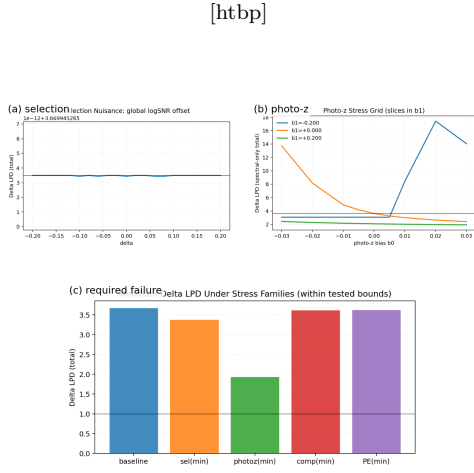 [htbp]
(a) selection lection Nuisance: global logSNR offset
1e−12+3.669945265
7
6
5
4
3
2
1
0
Delta LPD (total)
−0.20 −0.15 −0.10 −0.05 0.00 0.05 0.10 0.15 0.20
delta
(b) photo-z Photo-z Stress Grid (slices in b1)
b1=-0.200
b1=+0.000
b1=+0.200
18
16
14
12
10
8
6
4
2
Delta LPD (spectral-only total)
−0.03 −0.02 −0.01 0.00 0.01 0.02 0.03
photo-z bias b0
(c) required failure Delta LPD Under Stress Families (within tested bounds)
3.5
3.0
2.5
2.0
1.5
1.0
0.5
0.0
Delta LPD (total)
baseline sel(min) photoz(min) comp(min) PE(min)